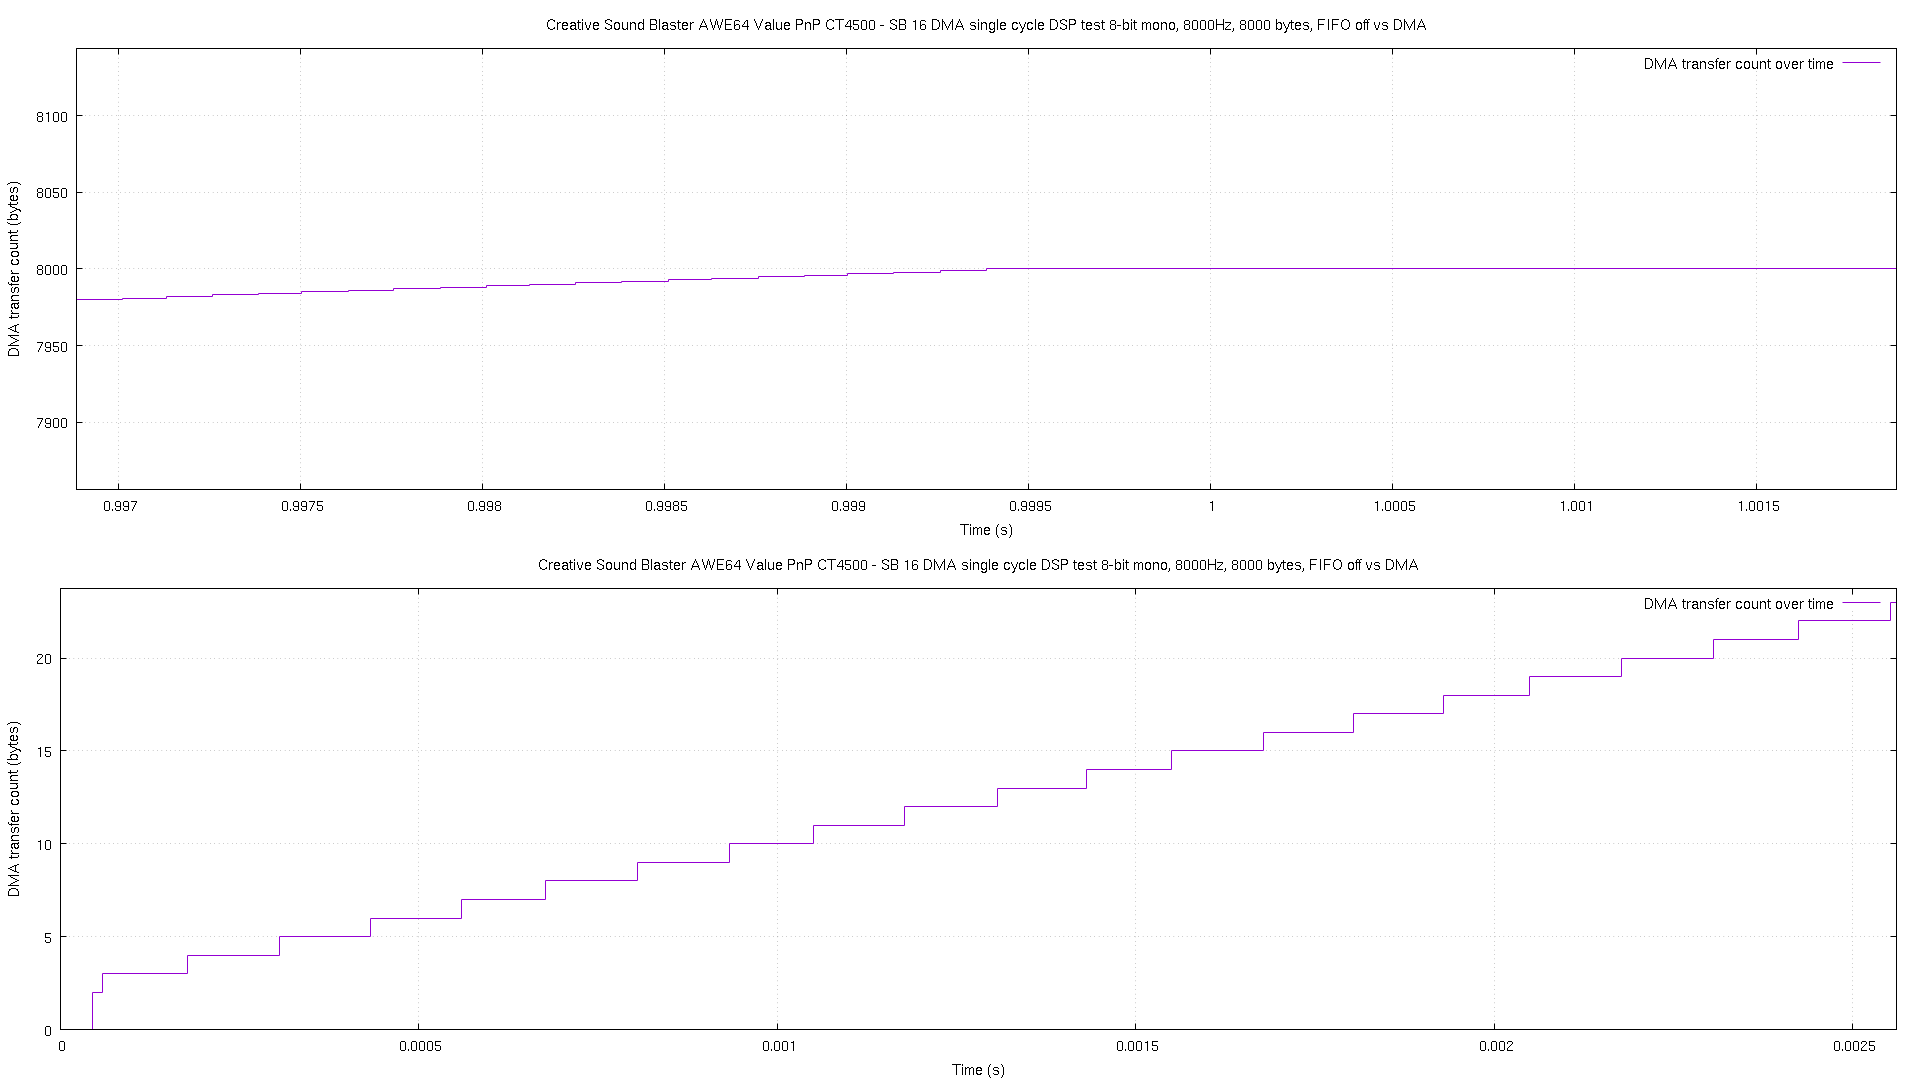 Creative Sound Blaster AWE64 Value PnP CT4500 - SB 16 DMA single cycle DSP test 8-bit mono, 8000Hz, 8000 bytes, FIFO off vs DMA
DMA transfer count over time
DMA transfer count (bytes)
8100
8050
8000
7950
7900
0.997 0.9975 0.998 0.9985 0.999 0.9995 1 1.0005 1.001 1.0015
Time (s)
Creative Sound Blaster AWE64 Value PnP CT4500 - SB 16 DMA single cycle DSP test 8-bit mono, 8000Hz, 8000 bytes, FIFO off vs DMA
DMA transfer count over time
DMA transfer count (bytes)
20
15
10
5
0
0 0.0005 0.001 0.0015 0.002 0.0025
Time (s)